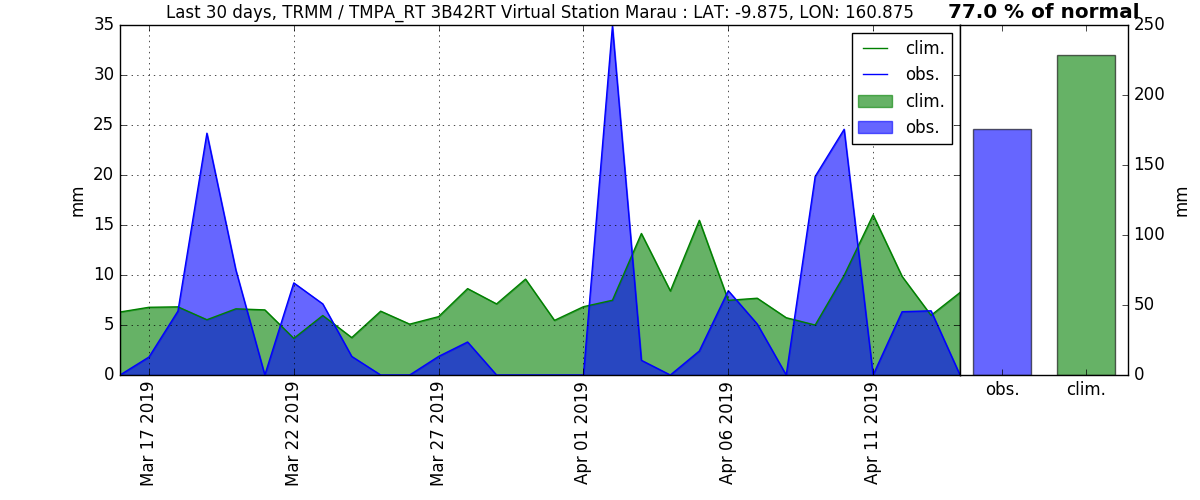 Last 30 days, TRMM / TMPA_RT 3B42RT Virtual Station Marau : LAT: -9.875, LON: 160.875
77.0 % of normal
mm
35
30
25
20
15
10
5
0
clim.
obs.
clim.
obs.
Mar 17 2019
Mar 22 2019
Mar 27 2019
Apr 01 2019
Apr 06 2019
Apr 11 2019
250
200
150
100
50
0
mm
obs.
clim.